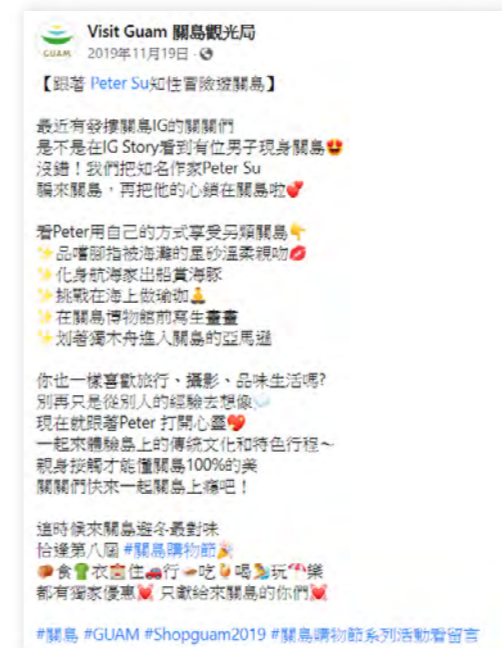 GUAM
Visit Guam 關島觀光局
2019年11月19日
【跟著 Peter Su知性冒險遊關島】
最近有發摟關島IG的關關們
是不是在IG Story看到有位男子現身關島😍
沒錯！我們把知名作家Peter Su
騙來關島，再把他的心鎖在關島啦💕
看Peter用自己的方式享受另類關島👇
✨品嚐腳指被海灘的星砂溫柔親吻💋
✨化身航海家出船賞海豚
✨挑戰在海上做瑜珈🧘
✨在關島博物館前寫生畫畫
✨划著獨木舟進入關島的亞馬遜
你也一樣喜歡旅行、攝影、品味生活嗎?
別再只是從別人的經驗去想像💭
現在就跟著Peter 打開心靈💖
一起來體驗島上的傳統文化和特色行程～
親身接觸才能懂關島100%的美
關關們快來一起關島上癮吧！
這時候來關島避冬最對味
恰逢第八屆 #關島購物節🎉
食 衣 住 行 吃 喝 玩 樂
都有獨家優惠💓 只獻給來關島的你們💓
#關島 #GUAM #Shopguam2019 #關島購物節系列活動看留言